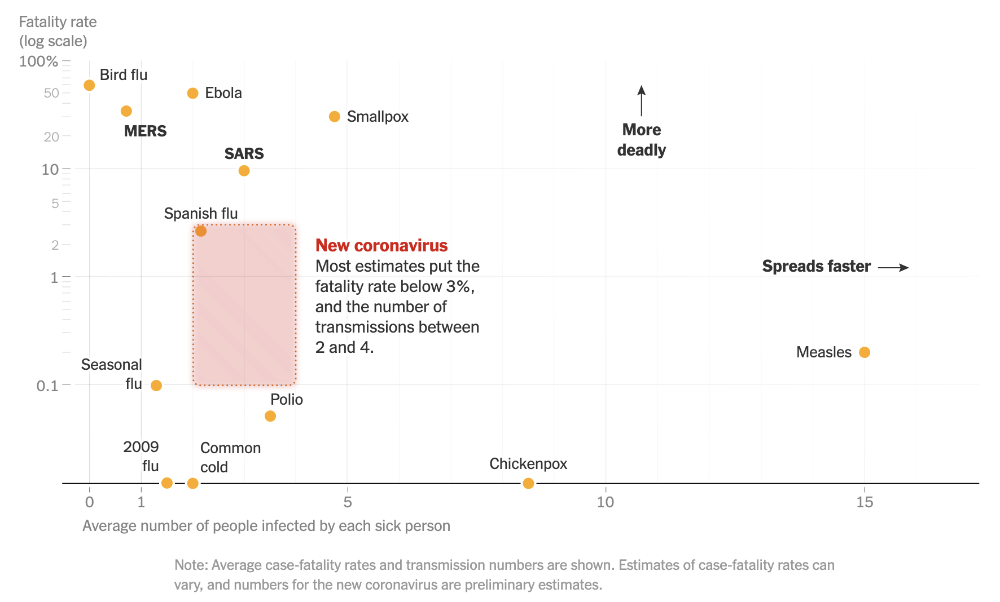 Fatality rate
(log scale)
100%
50
20
10
5
2
1
0.1
Bird flu
Ebola
MERS
Smallpox
SARS
More
deadly
Spanish flu
New coronavirus
Most estimates put the
fatality rate below 3%,
and the number of
transmissions between
2 and 4.
Spreads faster
Measles
Seasonal
flu
Polio
2009
flu
Common
cold
Chickenpox
0 1 5 10 15
Average number of people infected by each sick person
Note: Average case-fatality rates and transmission numbers are shown. Estimates of case-fatality rates can
vary, and numbers for the new coronavirus are preliminary estimates.